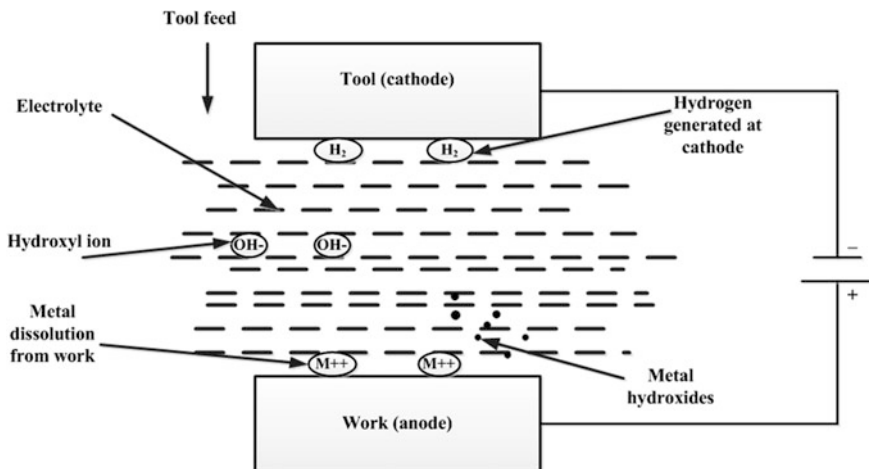 Tool feed
Tool (cathode)
Electrolyte
Hydrogen
generated at
cathode
H₂
H₂
Hydroxyl ion
OH-
OH-
−
+
Metal
dissolution
from work
M++
M++
Metal
hydroxides
Work (anode)